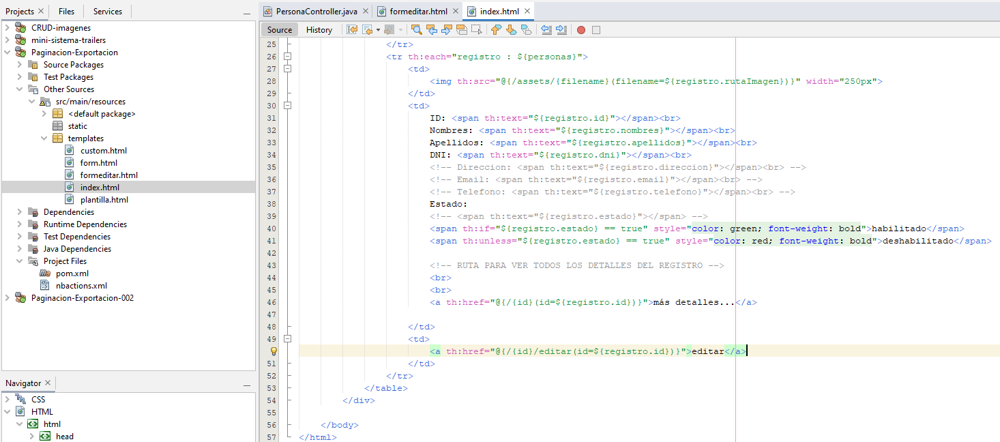 Projects
Files
Services
CRUD-imagenes
mini-sistema-trailers
Paginacion-Exportacion
Source Packages
Test Packages
Other Sources
src/main/resources
<default package>
static
templates
custom.html
form.html
formeditar.html
index.html
plantilla.html
Dependencies
Runtime Dependencies
Test Dependencies
Java Dependencies
Project Files
pom.xml
nbactions.xml
Paginacion-Exportacion-002
Navigator
CSS
HTML
html
head
PersonaController.java
formeditar.html
index.html
Source
History
25 </tr>
26 <tr th:each="registro : ${personas}">
27 <td>
28 <img th:src="@{/assets/{filename}(filename=${registro.rutaImagen})}" width="250px">
29 </td>
30 <td>
31 ID: <span th:text="${registro.id}"></span><br>
32 Nombres: <span th:text="${registro.nombres}"></span><br>
33 Apellidos: <span th:text="${registro.apellidos}"></span><br>
34 DNI: <span th:text="${registro.dni}"></span><br>
35 <!-- Direccion: <span th:text="${registro.direccion}"></span><br> -->
36 <!-- Email: <span th:text="${registro.email}"></span><br> -->
37 <!-- Telefono: <span th:text="${registro.telefono}"></span><br> -->
38 Estado:
39 <!-- <span th:text="${registro.estado}"></span> -->
40 <span th:if="${registro.estado} == true" style="color: green; font-weight: bold">habilitado</span>
41 <span th:unless="${registro.estado} == true" style="color: red; font-weight: bold">deshabilitado</span>
42
43 <!-- RUTA PARA VER TODOS LOS DETALLES DEL REGISTRO -->
44 <br>
45 <br>
46 <a th:href="@{/{id}(id=${registro.id})}">más detalles...</a>
47
48 </td>
49 <td>
<a th:href="@{/{id}/editar(id=${registro.id})}">editar</a>
51 </td>
52 </tr>
53 </table>
54 </div>
55
56 </body>
57 </html>